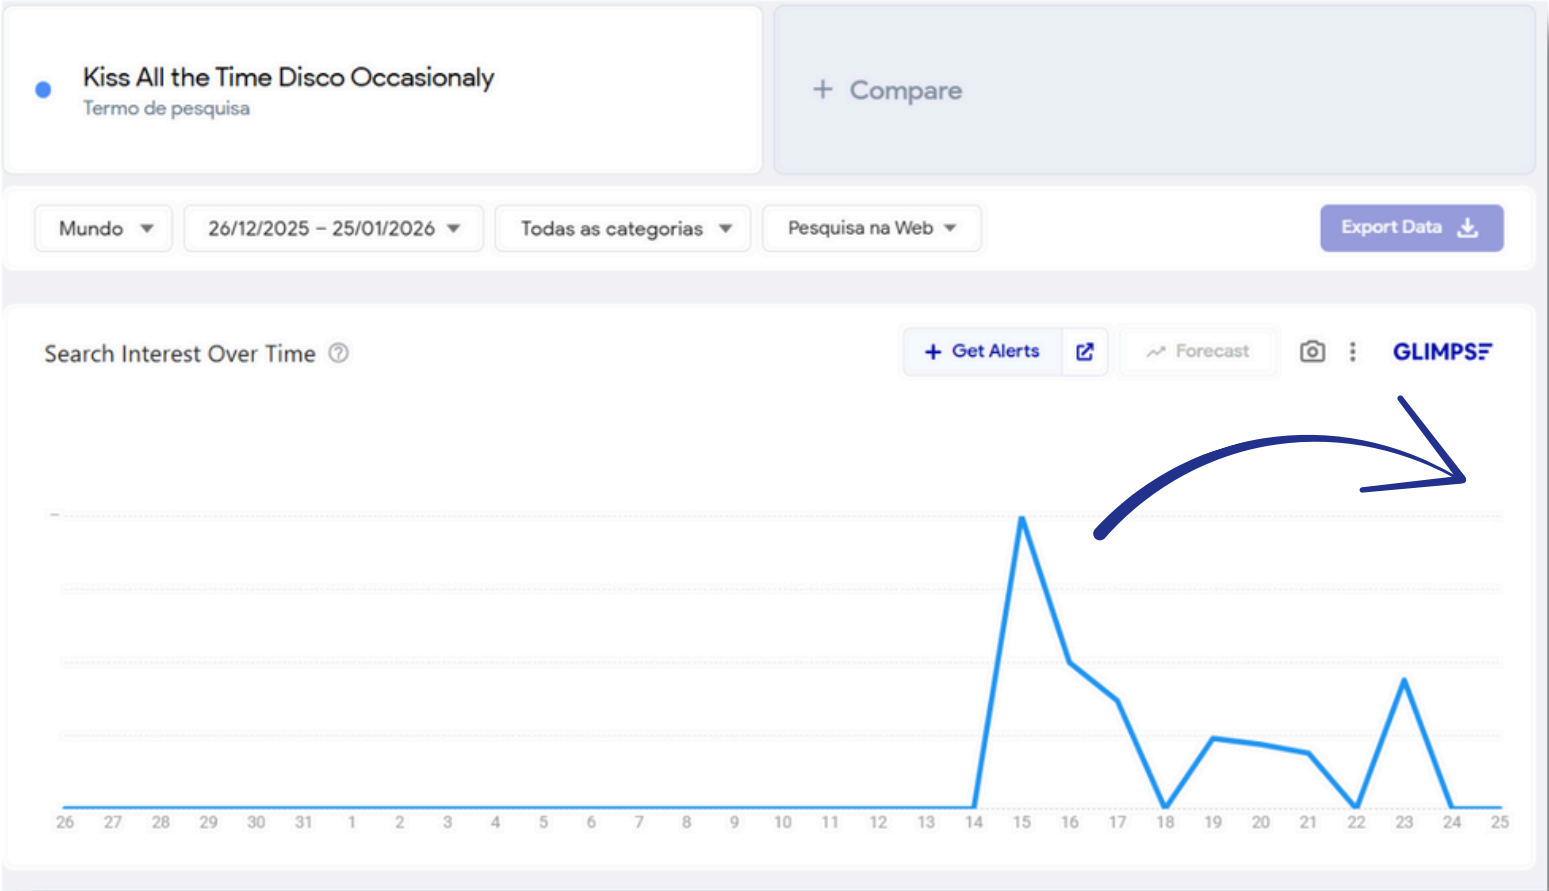 Kiss All the Time Disco Occasionaly
Termo de pesquisa
+ Compare
Mundo
26/12/2025 – 25/01/2026
Todas as categorias
Pesquisa na Web
Export Data
Search Interest Over Time
+ Get Alerts
Forecast
GLIMPSE
26 27 28 29 30 31 1 2 3 4 5 6 7 8 9 10 11 12 13 14 15 16 17 18 19 20 21 22 23 24 25